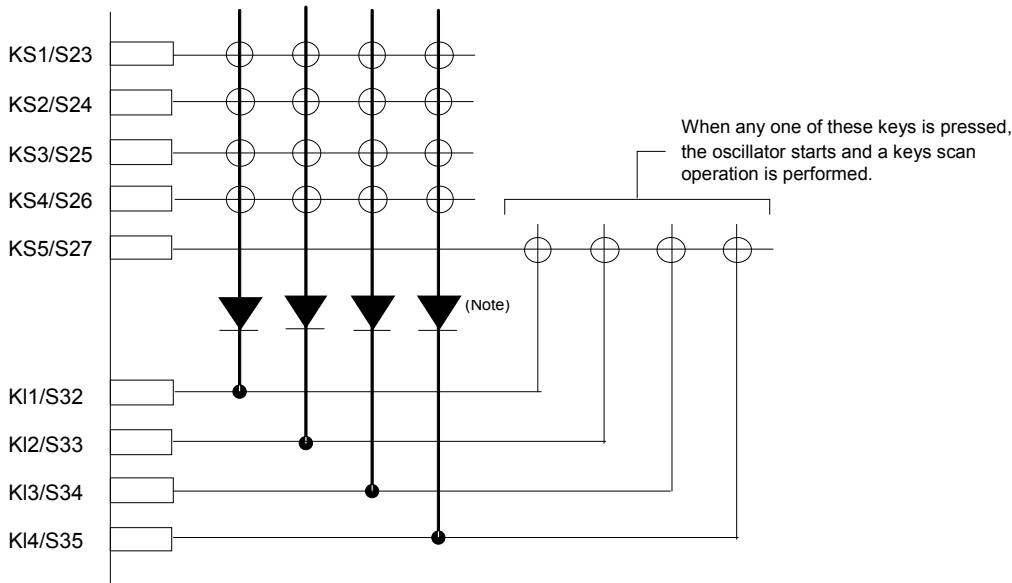 KS1/S23
KS2/S24
KS3/S25
KS4/S26
KS5/S27
When any one of these keys is pressed,
the oscillator starts and a keys scan
operation is performed.
(Note)
KI1/S32
KI2/S33
KI3/S34
KI4/S35